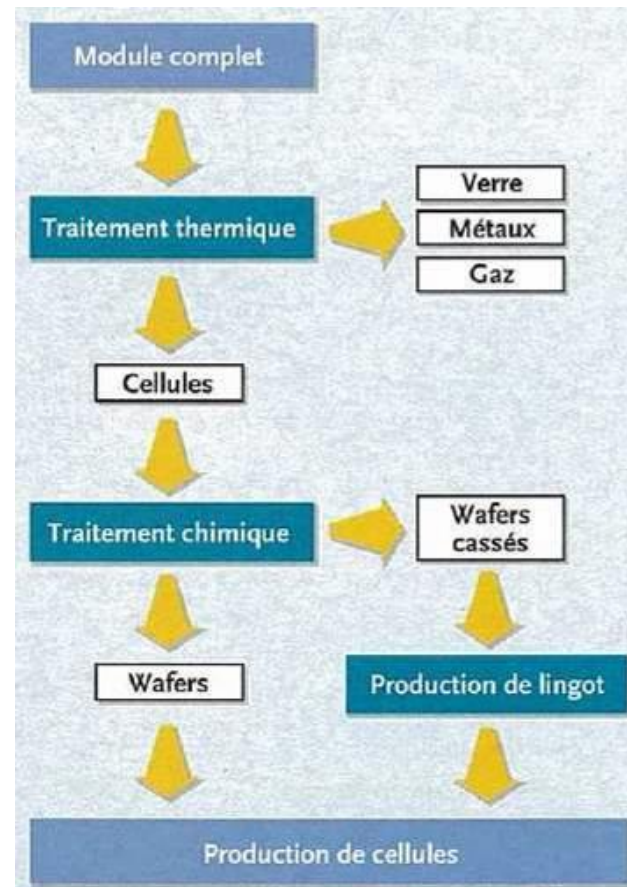 Module complet
Traitement thermique
Verre
Métaux
Gaz
Cellules
Traitement chimique
Wafers
cassés
Wafers
Production de lingot
Production de cellules